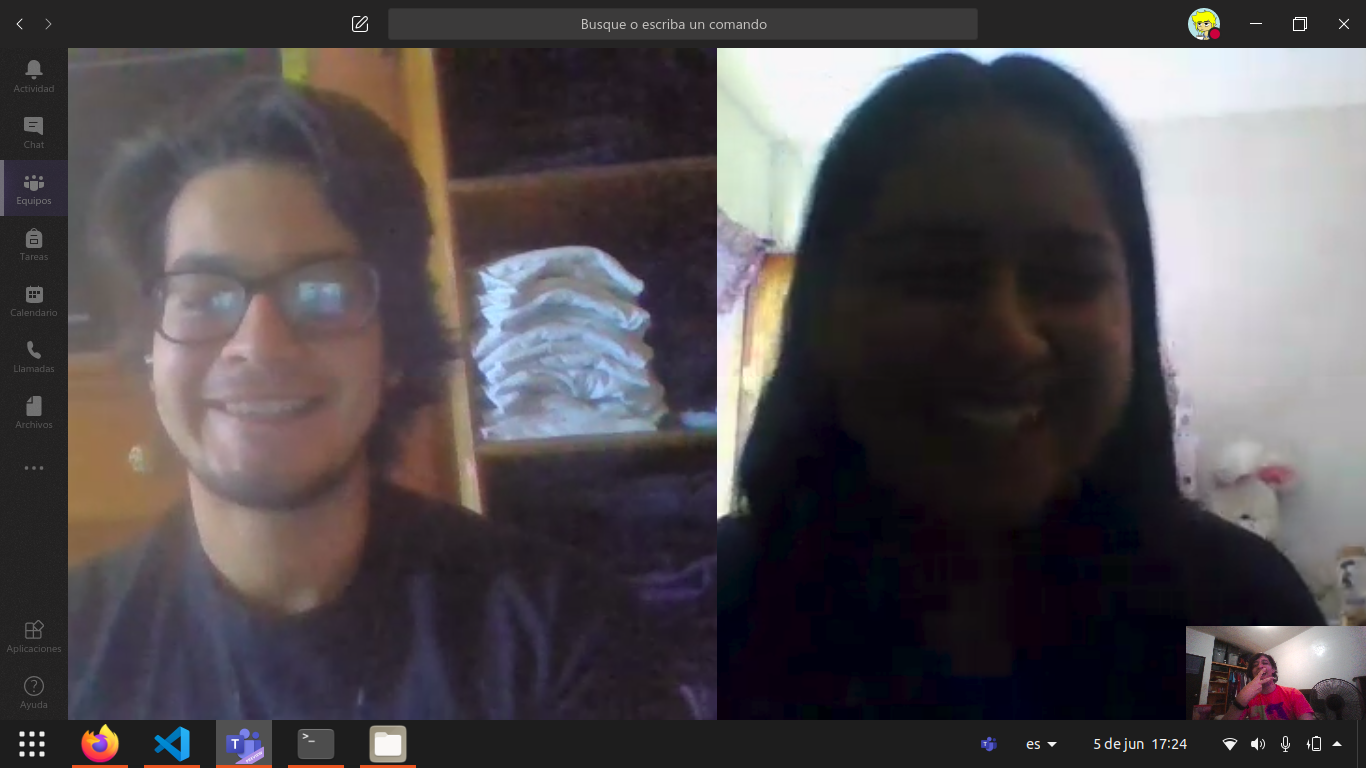 Busque o escriba un comando
Actividad
Chat
Equipos
Tareas
Calendario
Llamadas
Archivos
Aplicaciones
Ayuda
es
5 de jun 17:24